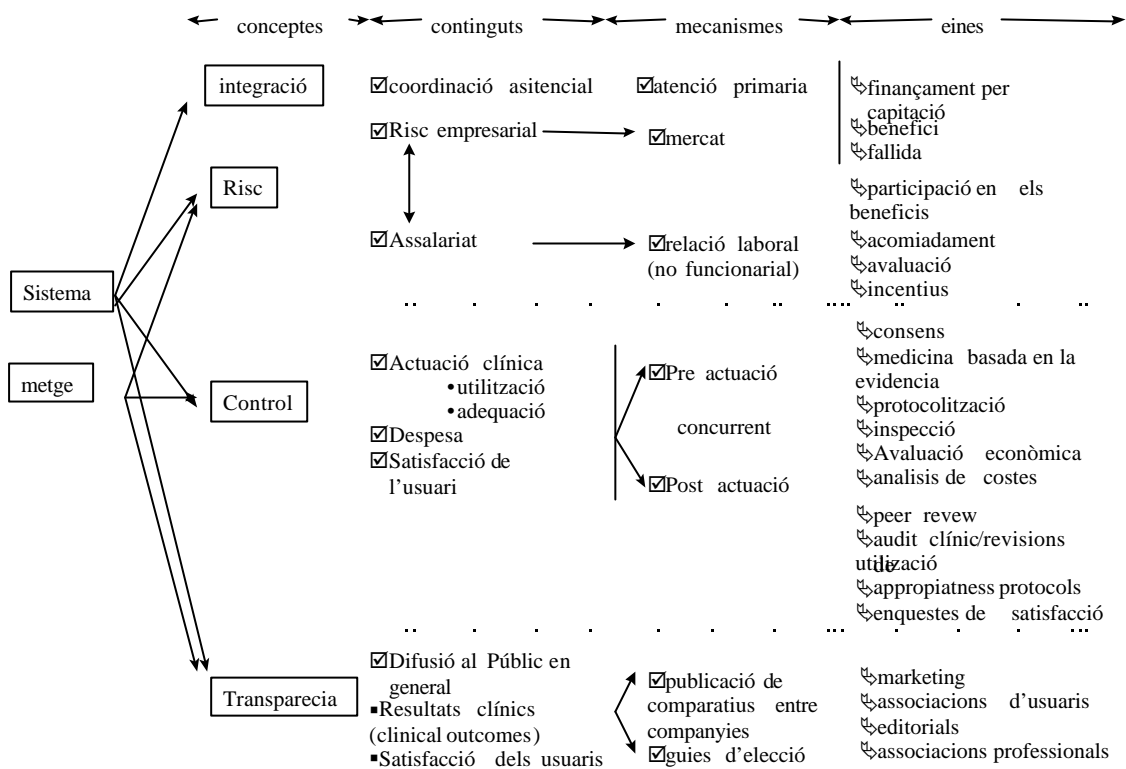 conceptes
continguts
mecanismes
eines
integració
☑coordinació asitencial
☑atenció primaria
finançament per
capitació
☑Risc empresarial
☑mercat
benefici
fallida
Risc
participació en els
beneficis
☑Assalariat
☑relació laboral
(no funcionarial)
acomiadament
avaluació
incentius
Sistema
metge
Control
☑Actuació clínica
•utilització
•adequació
☑Despesa
☑Satisfacció de
l'usuari
☑Pre actuació
concurrent
☑Post actuació
consens
medicina basada en la
evidencia
protocolització
inspecció
Avaluació econòmica
analisis de costes
peer revew
audit clínic/revisions
de
utilizació
appropiatness protocols
enquestes de satisfacció
Transparecia
☑Difusió al Públic en
general
▪Resultats clínics
(clinical outcomes)
▪Satisfacció dels usuaris
☑publicació de
comparatius entre
companyies
☑guies d'elecció
marketing
associacions d'usuaris
editorials
associacions professionals